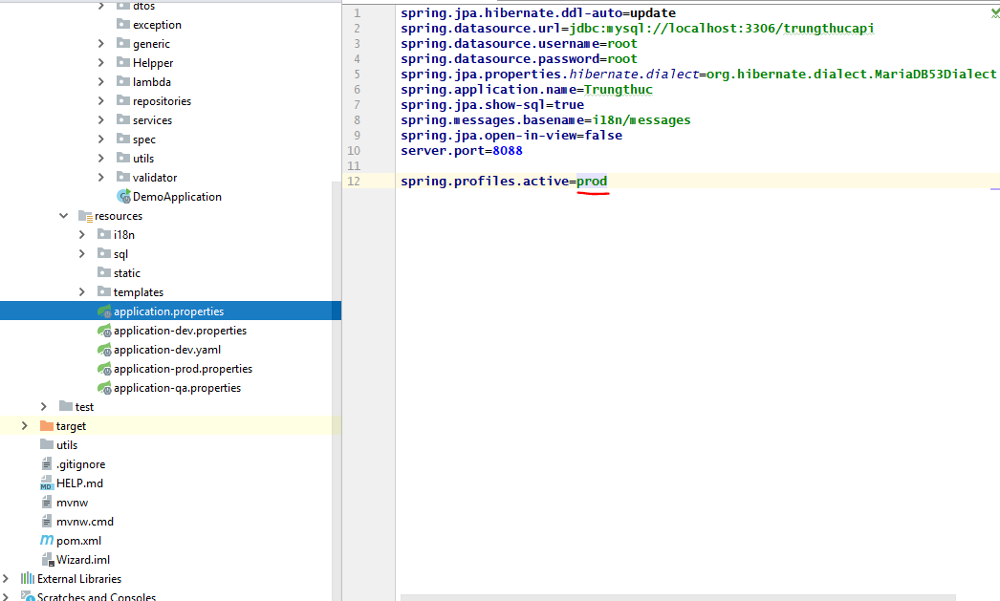 dtos
exception
generic
Helpper
lambda
repositories
services
spec
utils
validator
DemoApplication
resources
i18n
sql
static
templates
application.properties
application-dev.properties
application-dev.yaml
application-prod.properties
application-qa.properties
test
target
utils
.gitignore
HELP.md
mvnw
mvnw.cmd
pom.xml
Wizard.iml
External Libraries
Scratches and Consoles
1 spring.jpa.hibernate.ddl-auto=update
2 spring.datasource.url=jdbc:mysql://localhost:3306/trungthucapi
3 spring.datasource.username=root
4 spring.datasource.password=root
5 spring.jpa.properties.hibernate.dialect=org.hibernate.dialect.MariaDB53Dialect
6 spring.application.name=Trungthuc
7 spring.jpa.show-sql=true
8 spring.messages.basename=i18n/messages
9 spring.jpa.open-in-view=false
10 server.port=8088
11
12 spring.profiles.active=prod